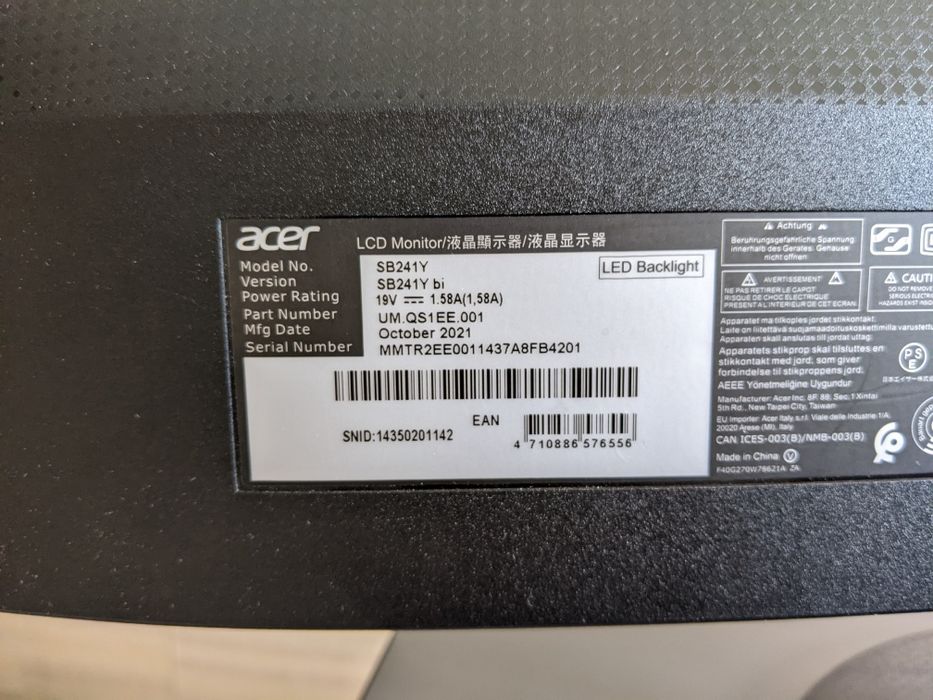 acer LCD Monitor/液晶顯示器/液晶显示器
Model No. SB241Y LED Backlight
Version SB241Y bi
Power Rating 19V ⎓ 1.58A(1,58A)
Part Number UM.QS1EE.001
Mfg Date October 2021
Serial Number MMTR2EE0011437A8FB4201
EAN
SNID:14350201142
4 710886 576556
Achtung
Berührungsgefährliche Spannung
innerhalb des Gerätes. Gehäuse
nicht öffnen
AVERTISSEMENT
NE PAS RETIRER LE CAPOT
RISQUE DE CHOC ELECTRIQUE
PRESENT A L'INTERIEUR DE CET ECRAN
DO NOT REMOVE
Apparatet må tilkoples jordet stikkontakt.
Laite on liitettävä suojamaadoituskoskettimilla
Apparaten skall anslutas till jordat uttag.
Apparatets stikprop skal tilsluttes en
stikkontakt med jord, som giver
forbindelse til stikproppens jord.
AEEE Yönetmeliğine Uygundur
Manufacturer: Acer Inc. 8F, 88, Sec.1 Xintai
5th Rd., New Taipei City, Taiwan
EU Importer: Acer Italy s.r.l. Viale delle Industrie 1/A,
20020 Arese (MI), Italy
CAN ICES-003(B)/NMB-003(B)
Made in China V
G
PS
E